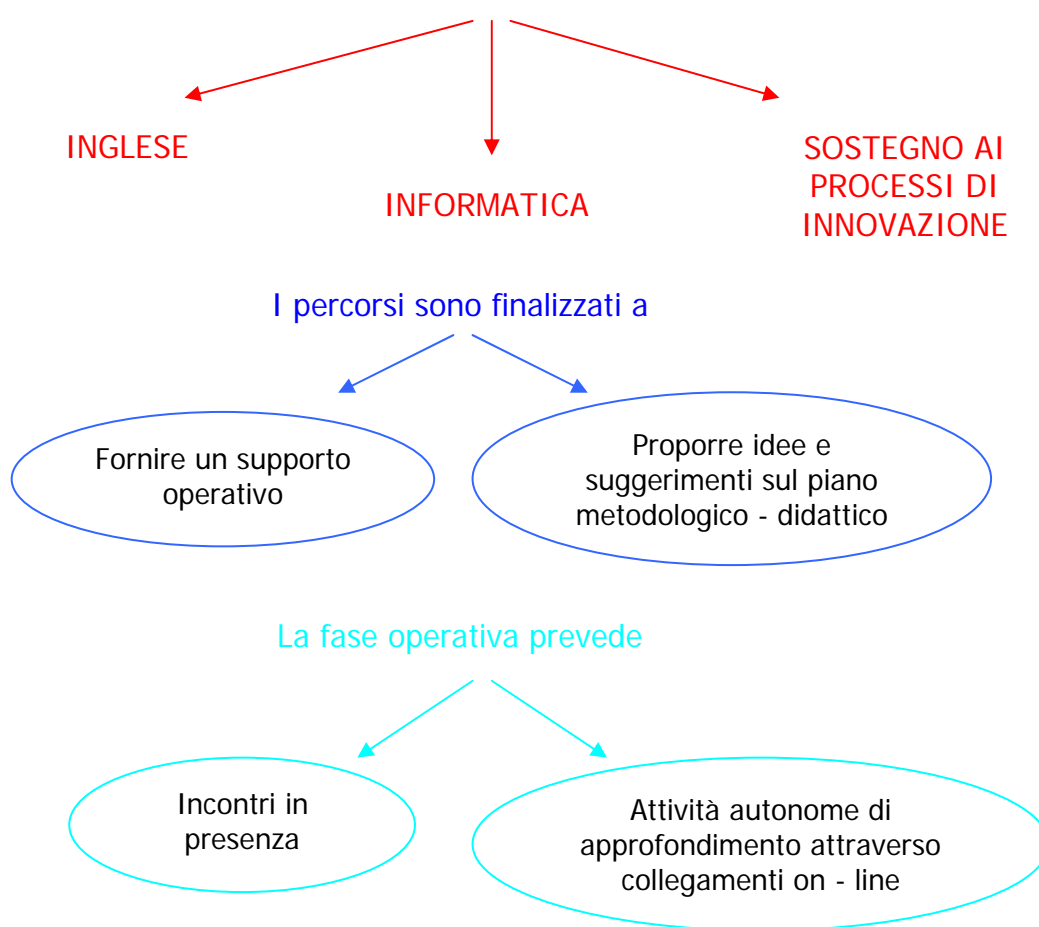 INGLESE
INFORMATICA
SOSTEGNO AI
PROCESSI DI
INNOVAZIONE
I percorsi sono finalizzati a
Fornire un supporto
operativo
Proporre idee e
suggerimenti sul piano
metodologico - didattico
La fase operativa prevede
Incontri in
presenza
Attività autonome di
approfondimento attraverso
collegamenti on - line